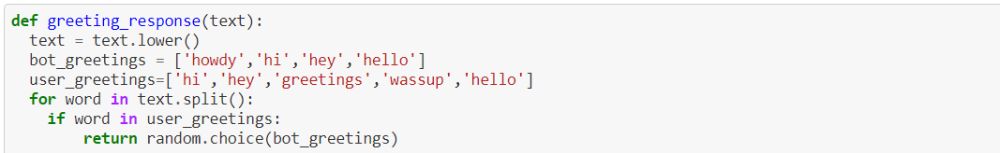 def greeting_response(text):
  text = text.lower()
  bot_greetings = ['howdy','hi','hey','hello']
  user_greetings=['hi','hey','greetings','wassup','hello']
  for word in text.split():
    if word in user_greetings:
        return random.choice(bot_greetings)